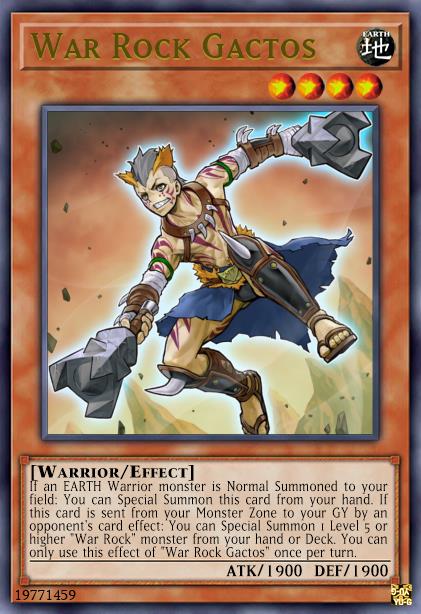 War Rock Gactos
EARTH
地
[Warrior/Effect]
If an EARTH Warrior monster is Normal Summoned to your
field: You can Special Summon this card from your hand. If
this card is sent from your Monster Zone to your GY by an
opponent's card effect: You can Special Summon 1 Level 5 or
higher "War Rock" monster from your hand or Deck. You can
only use this effect of "War Rock Gactos" once per turn.
ATK/1900 DEF/1900
19771459